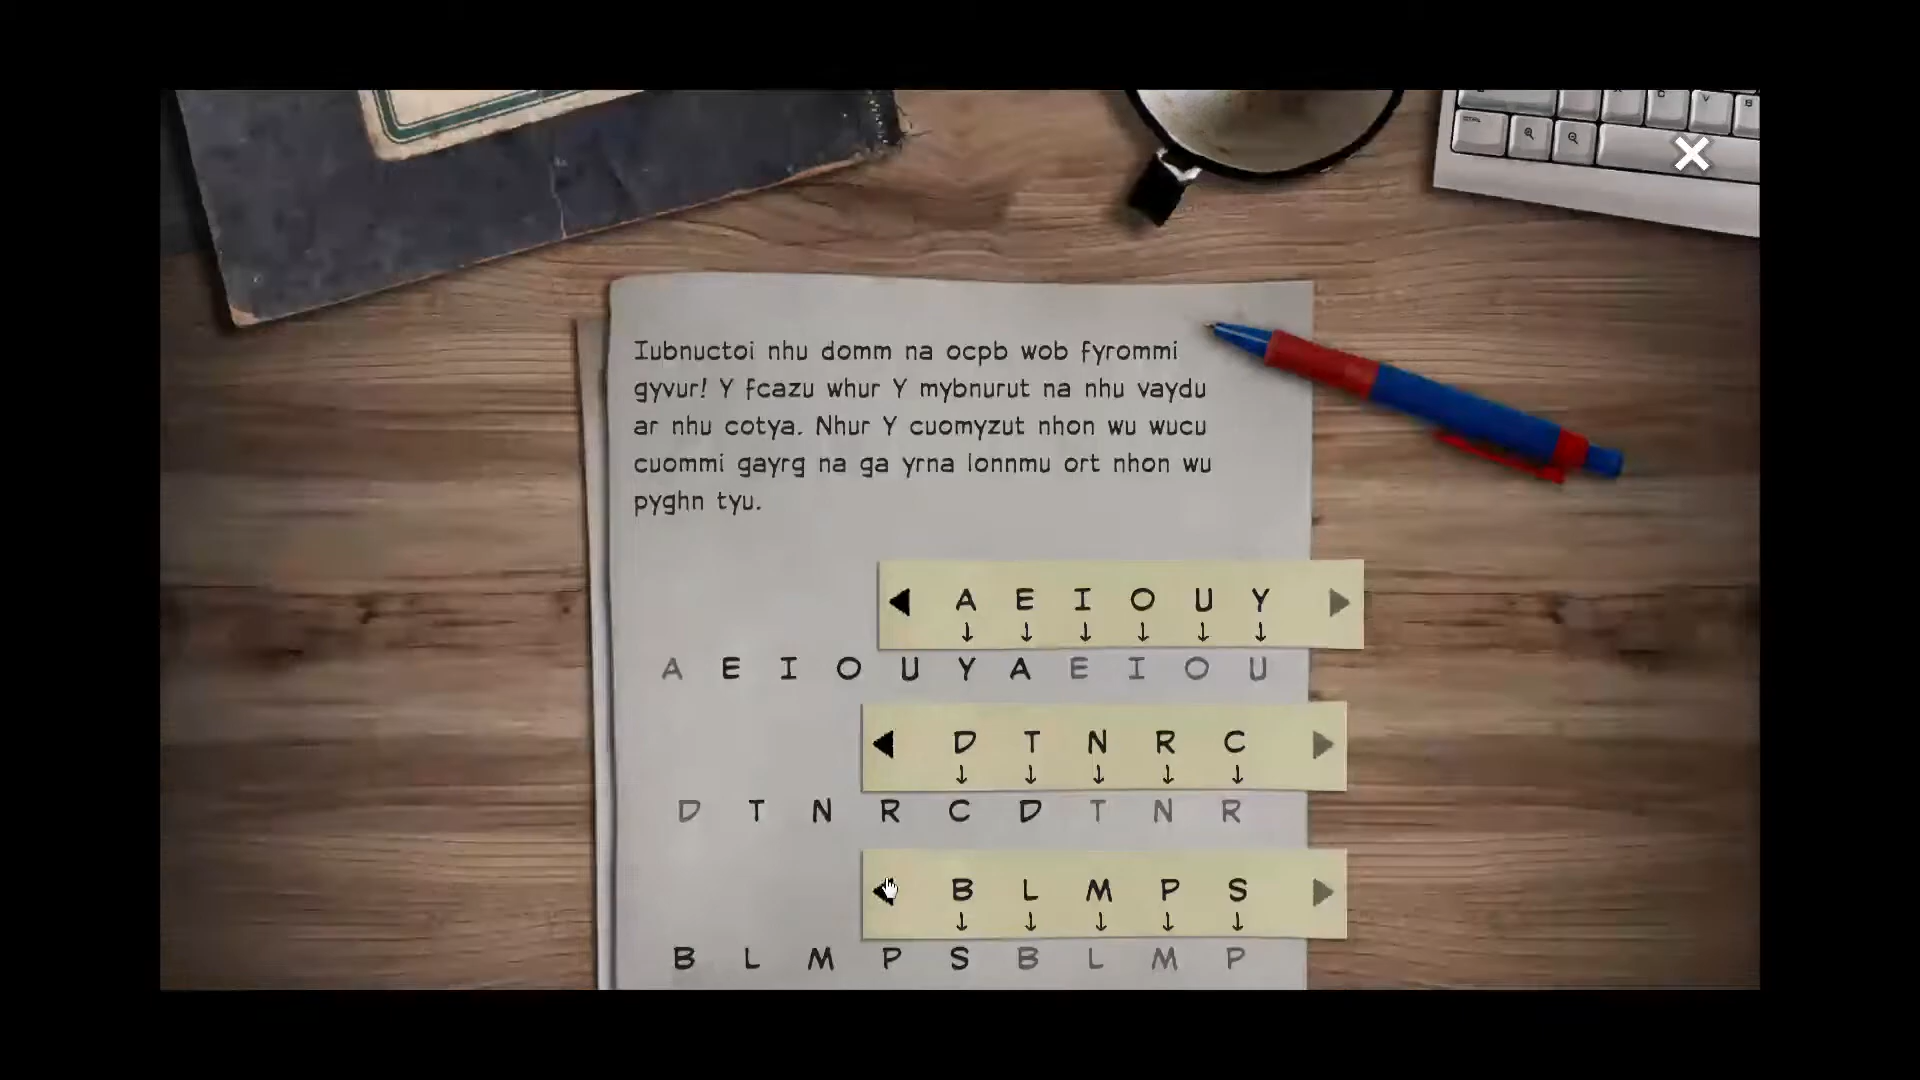 Iubnuctoi nhu domm na ocpb wob fyrommi
gyvur! Y fcazu whur Y mybnurut na nhu vaydu
ar nhu cotya. Nhur Y cuomyzut nhon wu wucu
cuommi gayrg na ga yrna lonnmu ort nhon wu
pyghn tyu.
A E I O U Y
A E I O U Y A E I O U
D T N R C
D T N R C D T N R
B L M P S
B L M P S B L M P